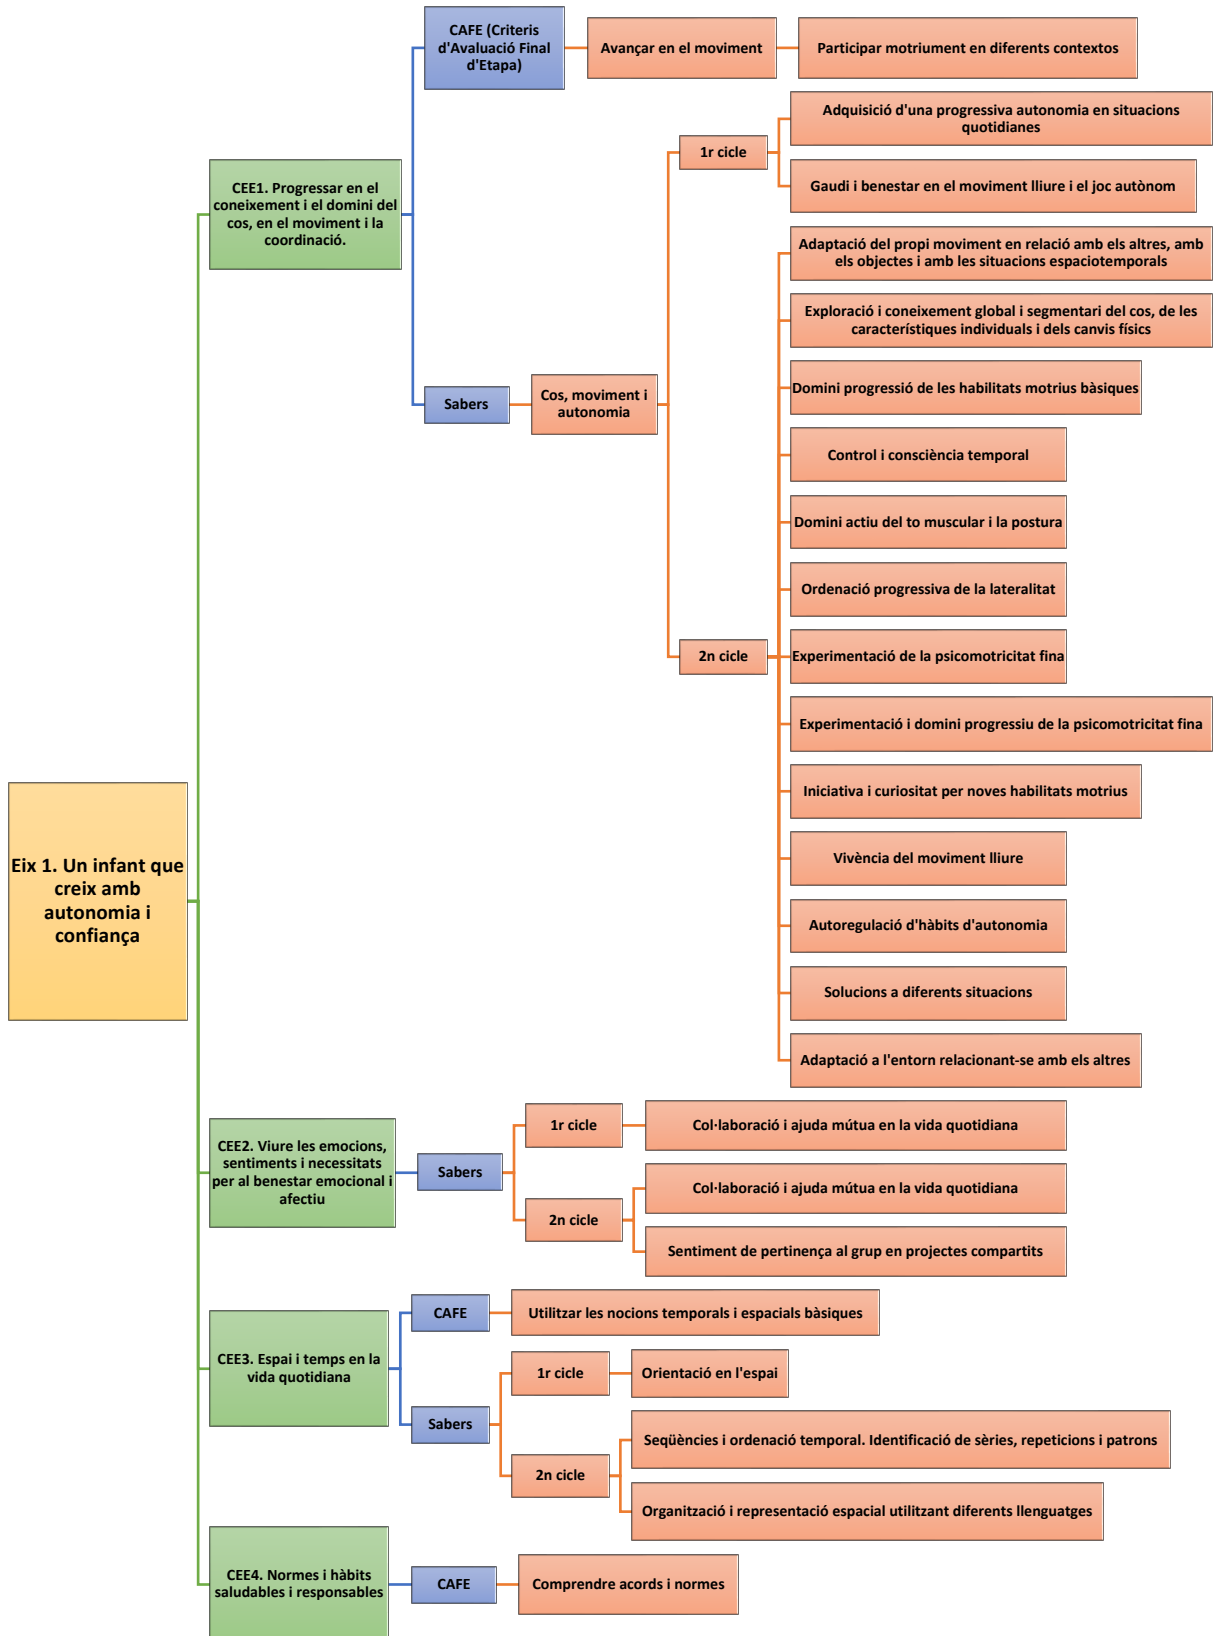 Eix 1. Un infant que
creix amb
autonomia i
confiança
CEE1. Progressar en el
coneixement i el domini del
cos, en el moviment i la
coordinació.
CAFE (Criteris
d'Avaluació Final
d'Etapa)
Avançar en el moviment
Participar motriument en diferents contextos
Sabers
Cos, moviment i
autonomia
1r cicle
Adquisició d'una progressiva autonomia en situacions
quotidianes
Gaudi i benestar en el moviment lliure i el joc autònom
2n cicle
Adaptació del propi moviment en relació amb els altres, amb
els objectes i amb les situacions espaciotemporals
Exploració i coneixement global i segmentari del cos, de les
característiques individuals i dels canvis físics
Domini progressió de les habilitats motrius bàsiques
Control i consciència temporal
Domini actiu del to muscular i la postura
Ordenació progressiva de la lateralitat
Experimentació de la psicomotricitat fina
Experimentació i domini progressiu de la psicomotricitat fina
Iniciativa i curiositat per noves habilitats motrius
Vivència del moviment lliure
Autoregulació d'hàbits d'autonomia
Solucions a diferents situacions
Adaptació a l'entorn relacionant-se amb els altres
CEE2. Viure les emocions,
sentiments i necessitats
per al benestar emocional i
afectiu
Sabers
1r cicle
Col·laboració i ajuda mútua en la vida quotidiana
2n cicle
Col·laboració i ajuda mútua en la vida quotidiana
Sentiment de pertinença al grup en projectes compartits
CEE3. Espai i temps en la
vida quotidiana
CAFE
Utilitzar les nocions temporals i espacials bàsiques
Sabers
1r cicle
Orientació en l'espai
2n cicle
Seqüències i ordenació temporal. Identificació de sèries, repeticions i patrons
Organització i representació espacial utilitzant diferents llenguatges
CEE4. Normes i hàbits
saludables i responsables
CAFE
Comprendre acords i normes